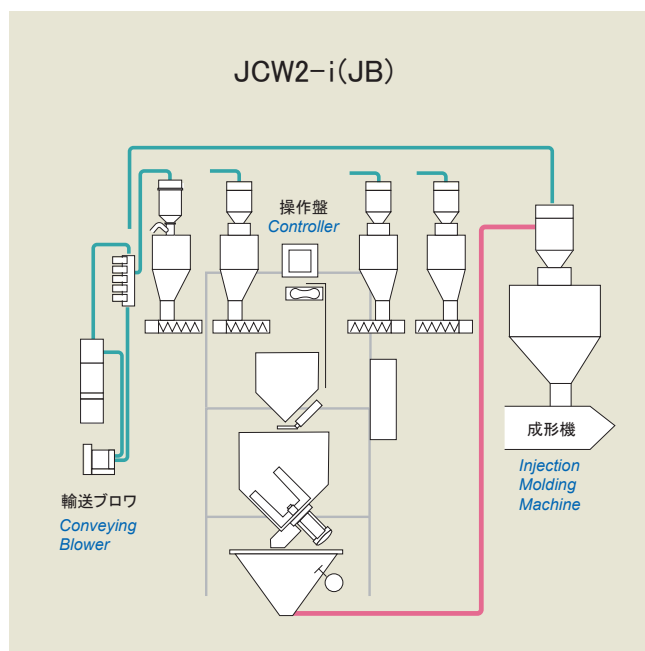 JCW2-i(JB)
操作盤
Controller
成形機
Injection
Molding
Machine
輸送ブロワ
Conveying
Blower